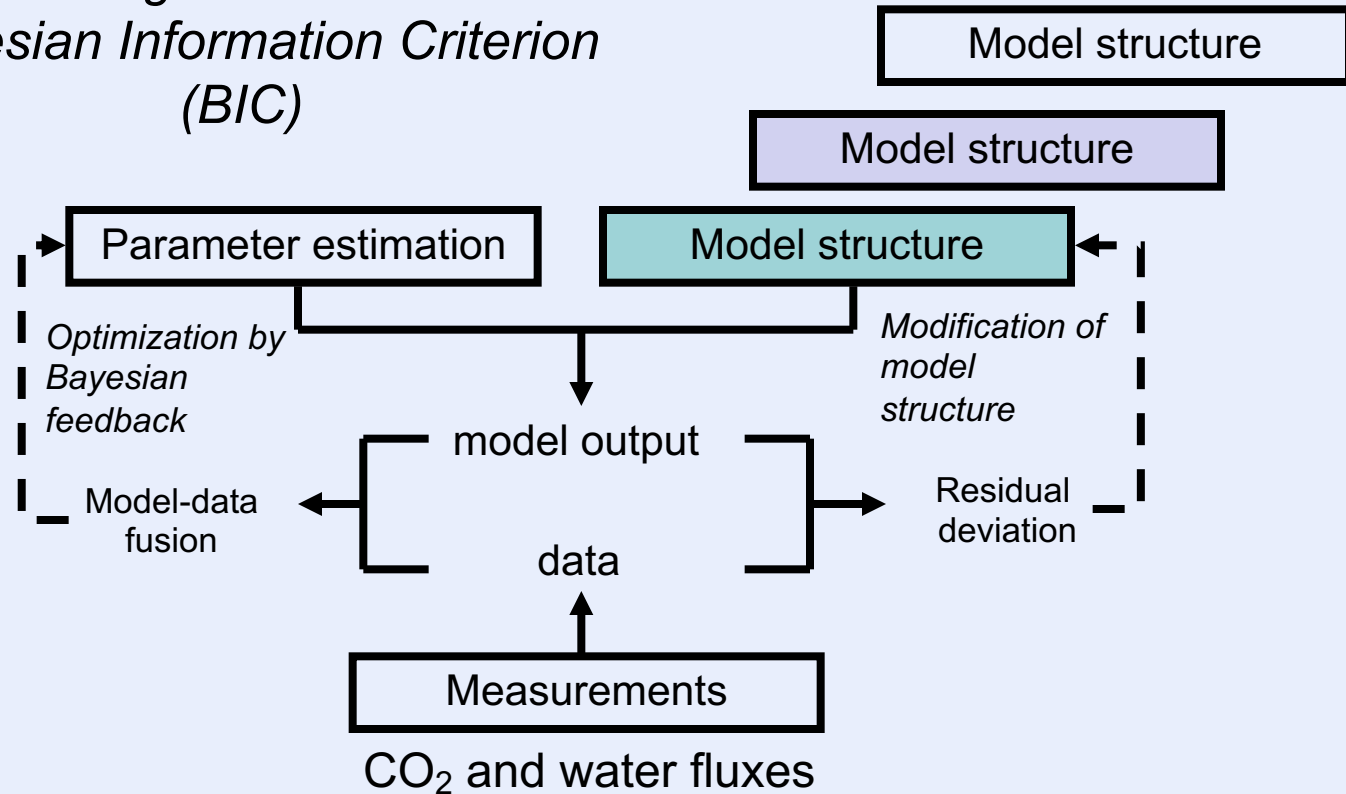 Information Criterion
(BIC)
Model structure
Model structure
Parameter estimation
Model structure
Optimization by
Bayesian
feedback
Modification of
model
structure
model output
Model-data
fusion
Residual
deviation
data
Measurements
CO₂ and water fluxes